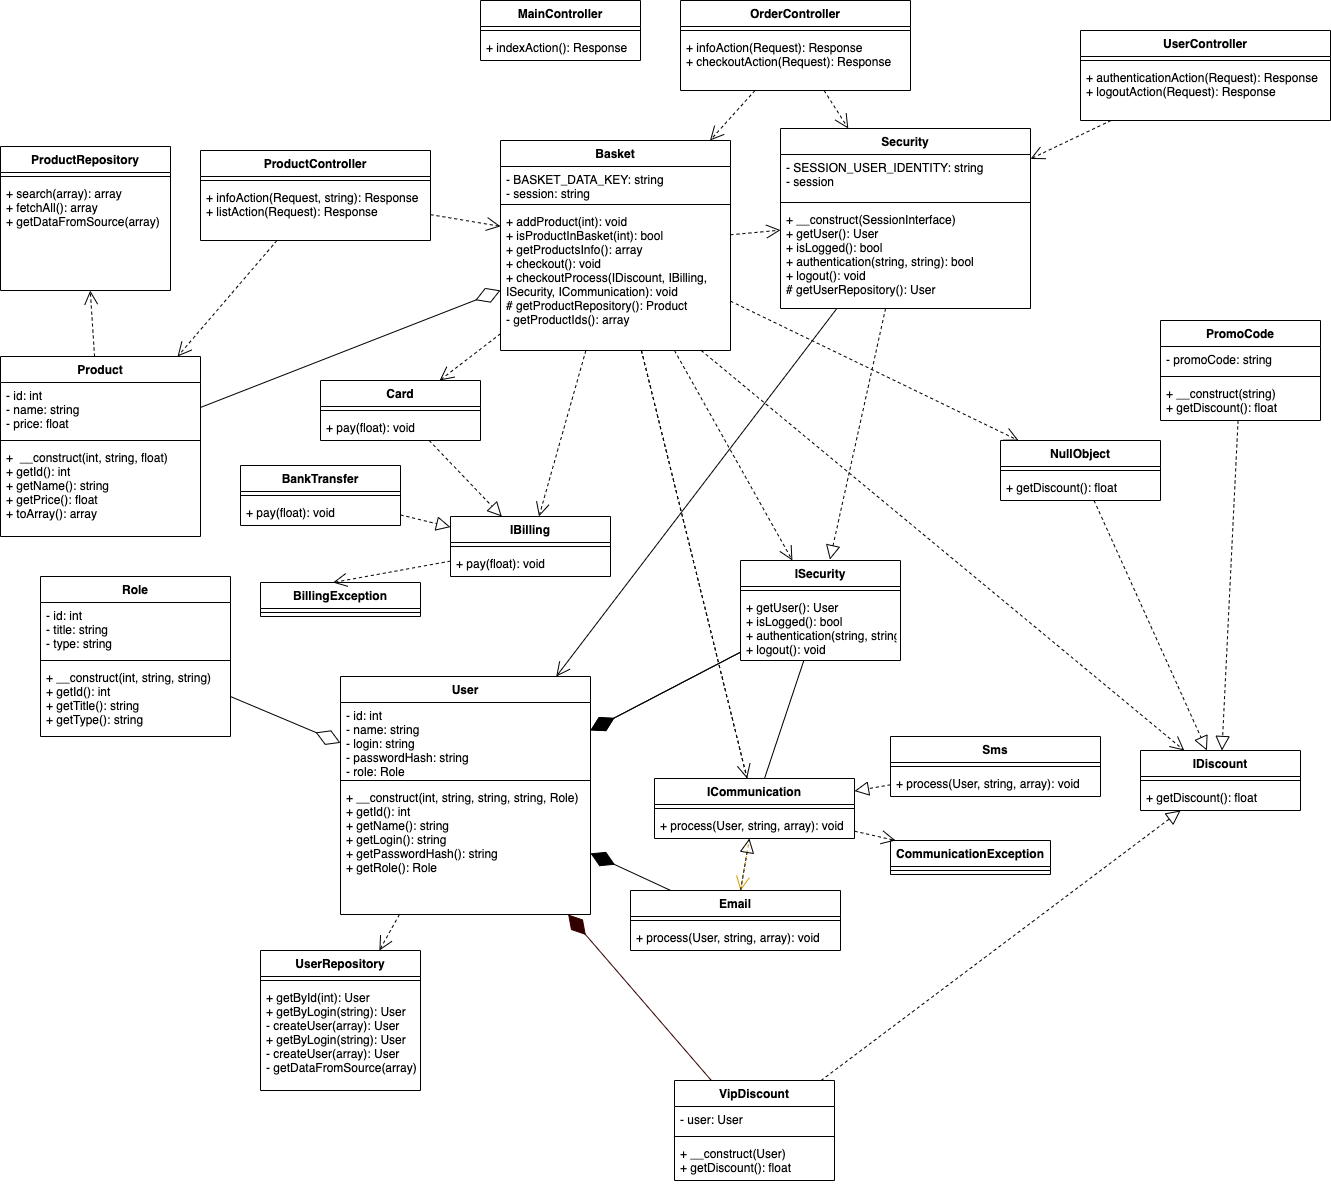 MainController
+ indexAction(): Response
OrderController
+ infoAction(Request): Response
+ checkoutAction(Request): Response
UserController
+ authenticationAction(Request): Response
+ logoutAction(Request): Response
ProductRepository
+ search(array): array
+ fetchAll(): array
+ getDataFromSource(array)
ProductController
+ infoAction(Request, string): Response
+ listAction(Request): Response
Basket
- BASKET_DATA_KEY: string
- session: string
+ addProduct(int): void
+ isProductInBasket(int): bool
+ getProductsInfo(): array
+ checkout(): void
+ checkoutProcess(IDiscount, IBilling,
ISecurity, ICommunication): void
# getProductRepository(): Product
- getProductIds(): array
Security
- SESSION_USER_IDENTITY: string
- session
+ __construct(SessionInterface)
+ getUser(): User
+ isLogged(): bool
+ authentication(string, string): bool
+ logout(): void
# getUserRepository(): User
PromoCode
- promoCode: string
+ __construct(string)
+ getDiscount(): float
Product
- id: int
- name: string
- price: float
+  __construct(int, string, float)
+ getId(): int
+ getName(): string
+ getPrice(): float
+ toArray(): array
Card
+ pay(float): void
NullObject
+ getDiscount(): float
BankTransfer
+ pay(float): void
IBilling
+ pay(float): void
BillingException
ISecurity
+ getUser(): User
+ isLogged(): bool
+ authentication(string, string
+ logout(): void
Role
- id: int
- title: string
- type: string
+ __construct(int, string, string)
+ getId(): int
+ getTitle(): string
+ getType(): string
User
- id: int
- name: string
- login: string
- passwordHash: string
- role: Role
+ __construct(int, string, string, string, Role)
+ getId(): int
+ getName(): string
+ getLogin(): string
+ getPasswordHash(): string
+ getRole(): Role
Sms
+ process(User, string, array): void
IDiscount
+ getDiscount(): float
ICommunication
+ process(User, string, array): void
CommunicationException
Email
+ process(User, string, array): void
UserRepository
+ getById(int): User
+ getByLogin(string): User
- createUser(array): User
+ getByLogin(string): User
- createUser(array): User
- getDataFromSource(array)
VipDiscount
- user: User
+ __construct(User)
+ getDiscount(): float